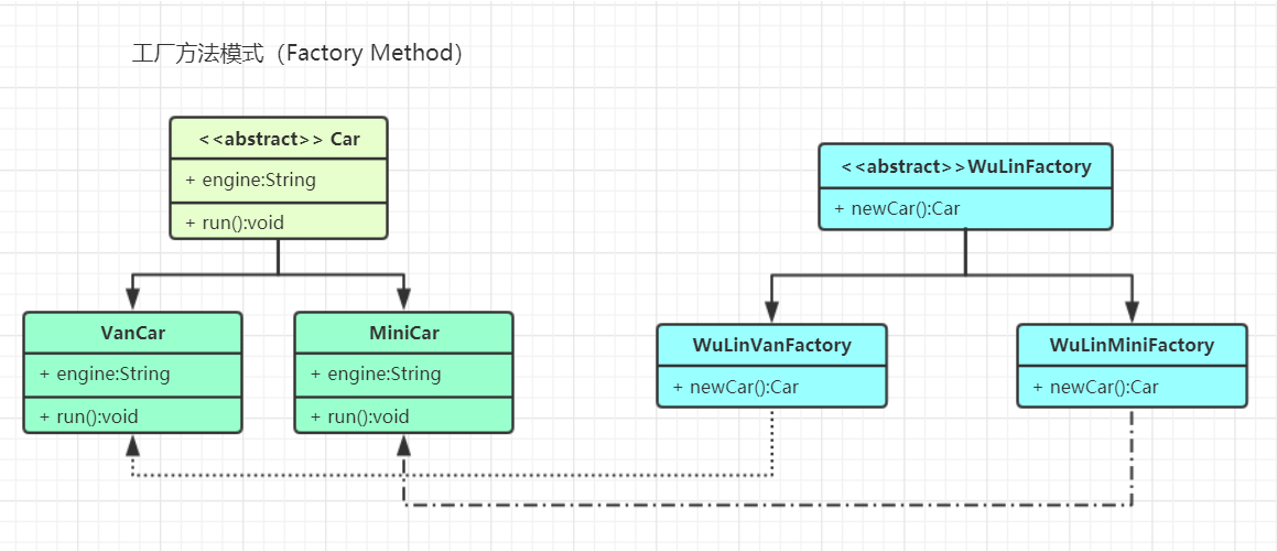 工厂方法模式（Factory Method）
<<abstract>> Car
+ engine:String
+ run():void
<<abstract>>WuLinFactory
+ newCar():Car
VanCar
+ engine:String
+ run():void
MiniCar
+ engine:String
+ run():void
WuLinVanFactory
+ newCar():Car
WuLinMiniFactory
+ newCar():Car